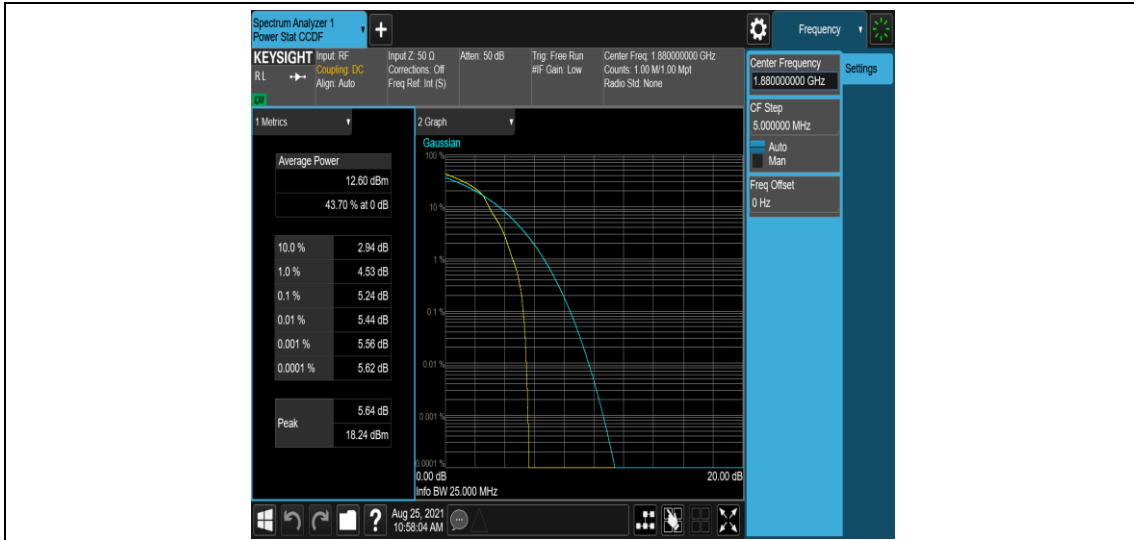 Spectrum Analyzer 1
Power Stat CCDF
Frequency
KEYSIGHT
RL
Input: RF
Coupling: DC
Align: Auto
Input Z: 50 Ω
Corrections: Off
Freq Ref: Int (S)
Atten: 50 dB
Trig: Free Run
#IF Gain: Low
Center Freq: 1.880000000 GHz
Counts: 1.00 M/1.00 Mpt
Radio Std: None
Center Frequency
1.880000000 GHz
Settings
CF Step
5.000000 MHz
Auto
Man
Freq Offset
0 Hz
1 Metrics
Average Power
12.60 dBm
43.70 % at 0 dB
10.0 % 2.94 dB
1.0 % 4.53 dB
0.1 % 5.24 dB
0.01 % 5.44 dB
0.001 % 5.56 dB
0.0001 % 5.62 dB
Peak
5.64 dB
18.24 dBm
2 Graph
Gaussian
100 %
10 %
1 %
0.1 %
0.01 %
0.001 %
0.0001 %
0.00 dB 20.00 dB
Info BW 25.000 MHz
?
Aug 25, 2021
10:58:04 AM